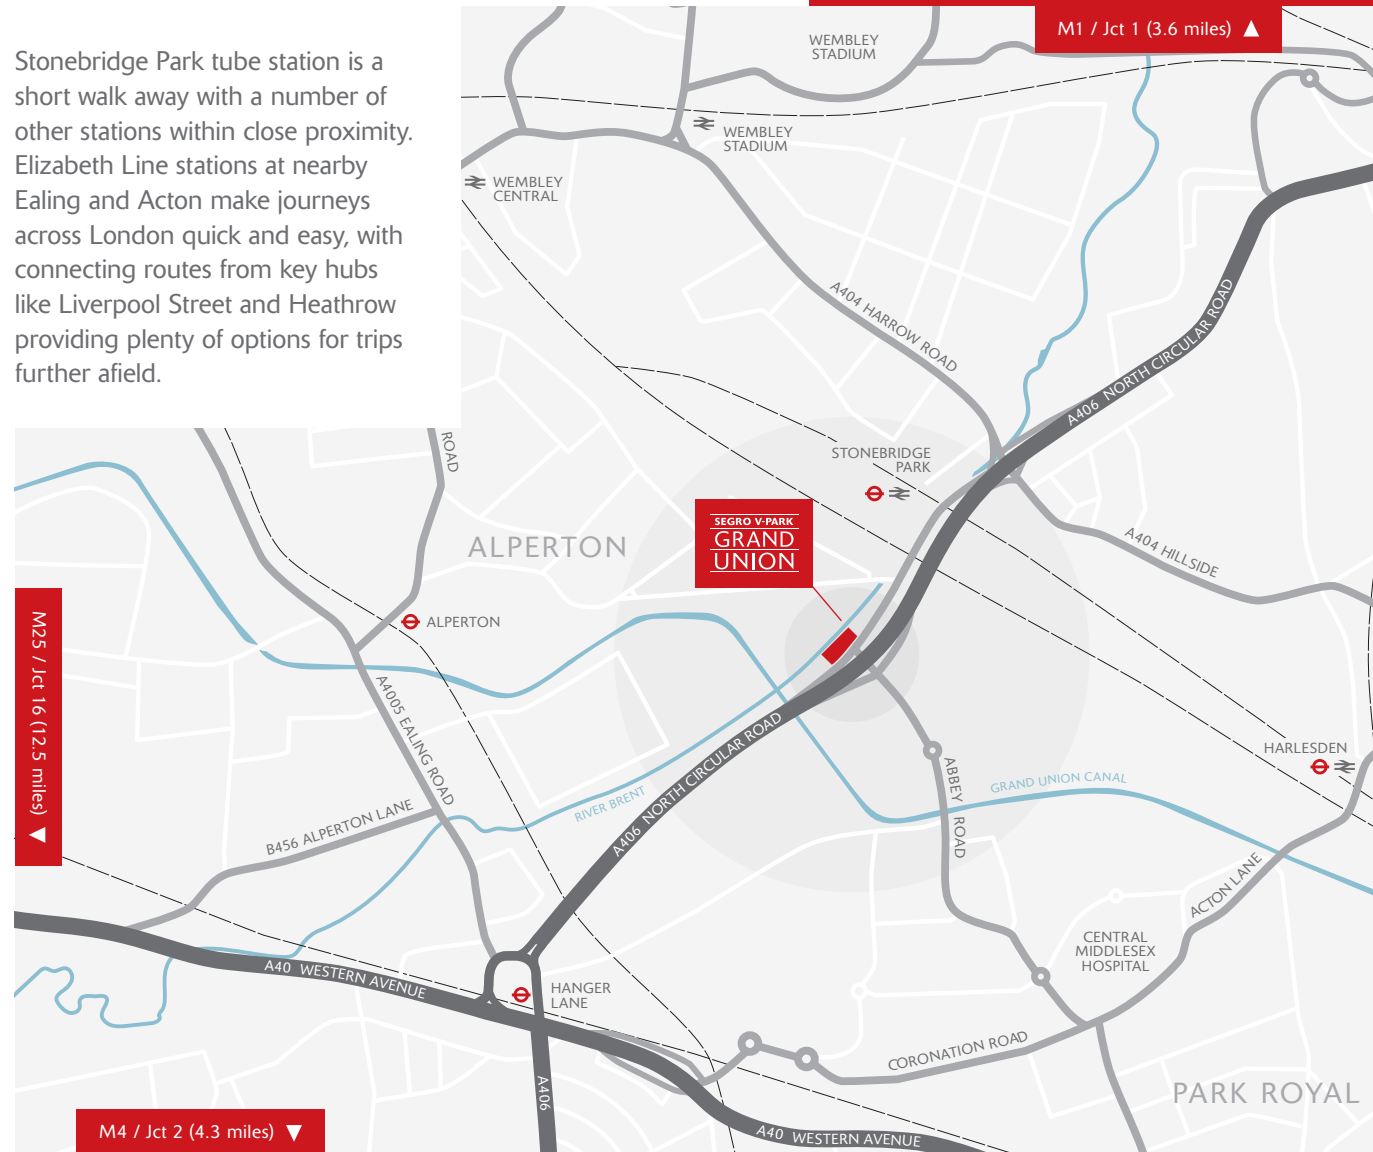 Stonebridge Park tube station is a
short walk away with a number of
other stations within close proximity.
Elizabeth Line stations at nearby
Ealing and Acton make journeys
across London quick and easy, with
connecting routes from key hubs
like Liverpool Street and Heathrow
providing plenty of options for trips
further afield.
M1 / Jct 1 (3.6 miles) ▲
WEMBLEY
STADIUM
WEMBLEY
STADIUM
WEMBLEY
CENTRAL
A404 HARROW ROAD
A406 NORTH CIRCULAR ROAD
STONEBRIDGE
PARK
ROAD
SEGRO V-PARK
GRAND
UNION
ALPERTON
A404 HILLSIDE
ALPERTON
M25 / Jct 16 (12.5 miles) ▼
A4005 EALING ROAD
A406 NORTH CIRCULAR ROAD
HARLESDEN
ABBEY ROAD
GRAND UNION CANAL
RIVER BRENT
B456 ALPERTON LANE
ACTON LANE
CENTRAL
MIDDLESEX
HOSPITAL
A40 WESTERN AVENUE
HANGER
LANE
CORONATION ROAD
A406
PARK ROYAL
M4 / Jct 2 (4.3 miles) ▼
A40 WESTERN AVENUE